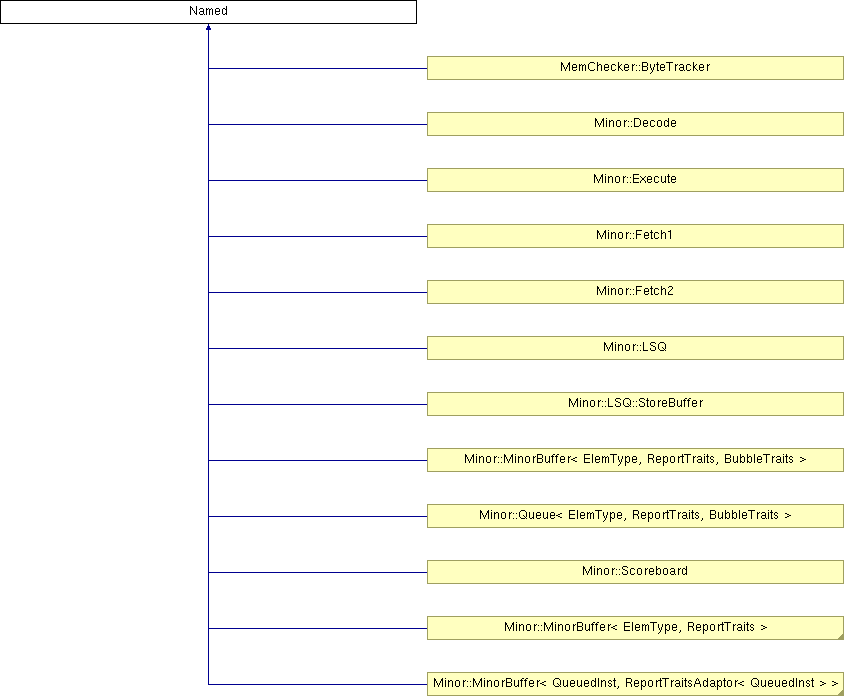 Named
MemChecker::ByteTracker
Minor::Decode
Minor::Execute
Minor::Fetch1
Minor::Fetch2
Minor::LSQ
Minor::LSQ::StoreBuffer
Minor::MinorBuffer< ElemType, ReportTraits, BubbleTraits >
Minor::Queue< ElemType, ReportTraits, BubbleTraits >
Minor::Scoreboard
Minor::MinorBuffer< ElemType, ReportTraits >
Minor::MinorBuffer< QueuedInst, ReportTraitsAdaptor< QueuedInst > >